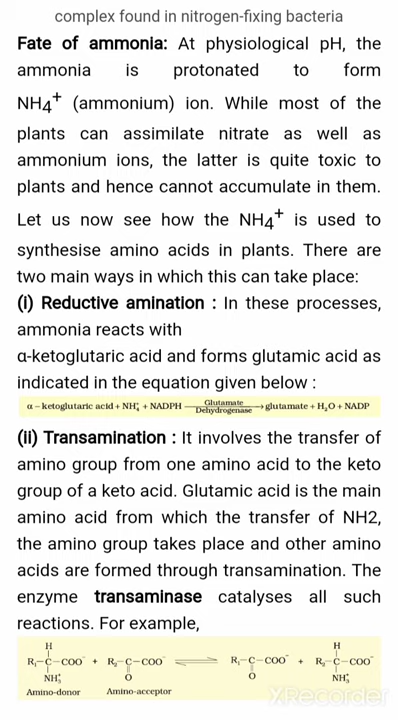 complex found in nitrogen-fixing bacteria
Fate of ammonia: At physiological pH, the
ammonia is protonated to form
NH4+ (ammonium) ion. While most of the
plants can assimilate nitrate as well as
ammonium ions, the latter is quite toxic to
plants and hence cannot accumulate in them.
Let us now see how the NH4+ is used to
synthesise amino acids in plants. There are
two main ways in which this can take place:
(i) Reductive amination : In these processes,
ammonia reacts with
α-ketoglutaric acid and forms glutamic acid as
indicated in the equation given below :
α – ketoglutaric acid + NH4+ + NADPH Glutamate Dehydrogenase → glutamate + H2O + NADP
(ii) Transamination : It involves the transfer of
amino group from one amino acid to the keto
group of a keto acid. Glutamic acid is the main
amino acid from which the transfer of NH2,
the amino group takes place and other amino
acids are formed through transamination. The
enzyme transaminase catalyses all such
reactions. For example,
H H
R1–C–COO- + R2–C–COO- ⇌ R1–C–COO- + R2–C–COO-
NH3+ O O NH3+
Amino-donor Amino-acceptor
XRecorder